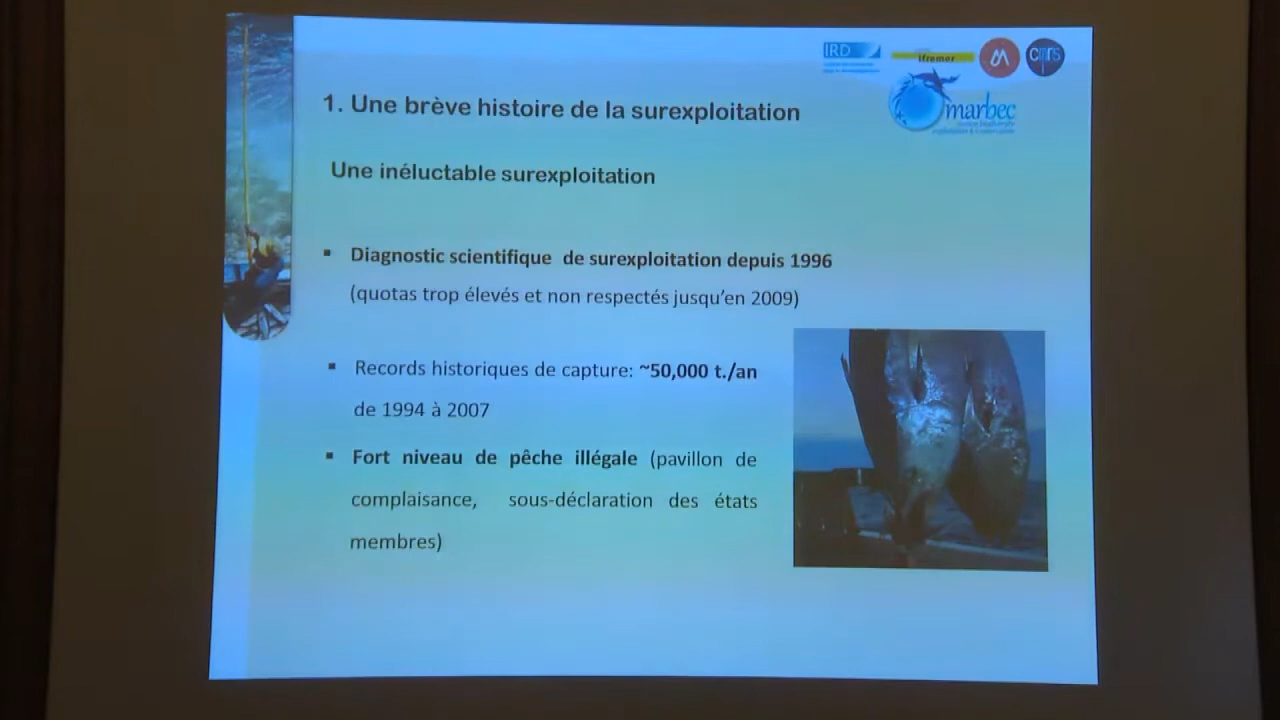 IRD
ifremer
CNRS
marbec
1. Une brève histoire de la surexploitation
Une inéluctable surexploitation
▪ Diagnostic scientifique de surexploitation depuis 1996
(quotas trop élevés et non respectés jusqu’en 2009)
▪ Records historiques de capture: ~50,000 t./an
de 1994 à 2007
▪ Fort niveau de pêche illégale (pavillon de
complaisance, sous-déclaration des états
membres)